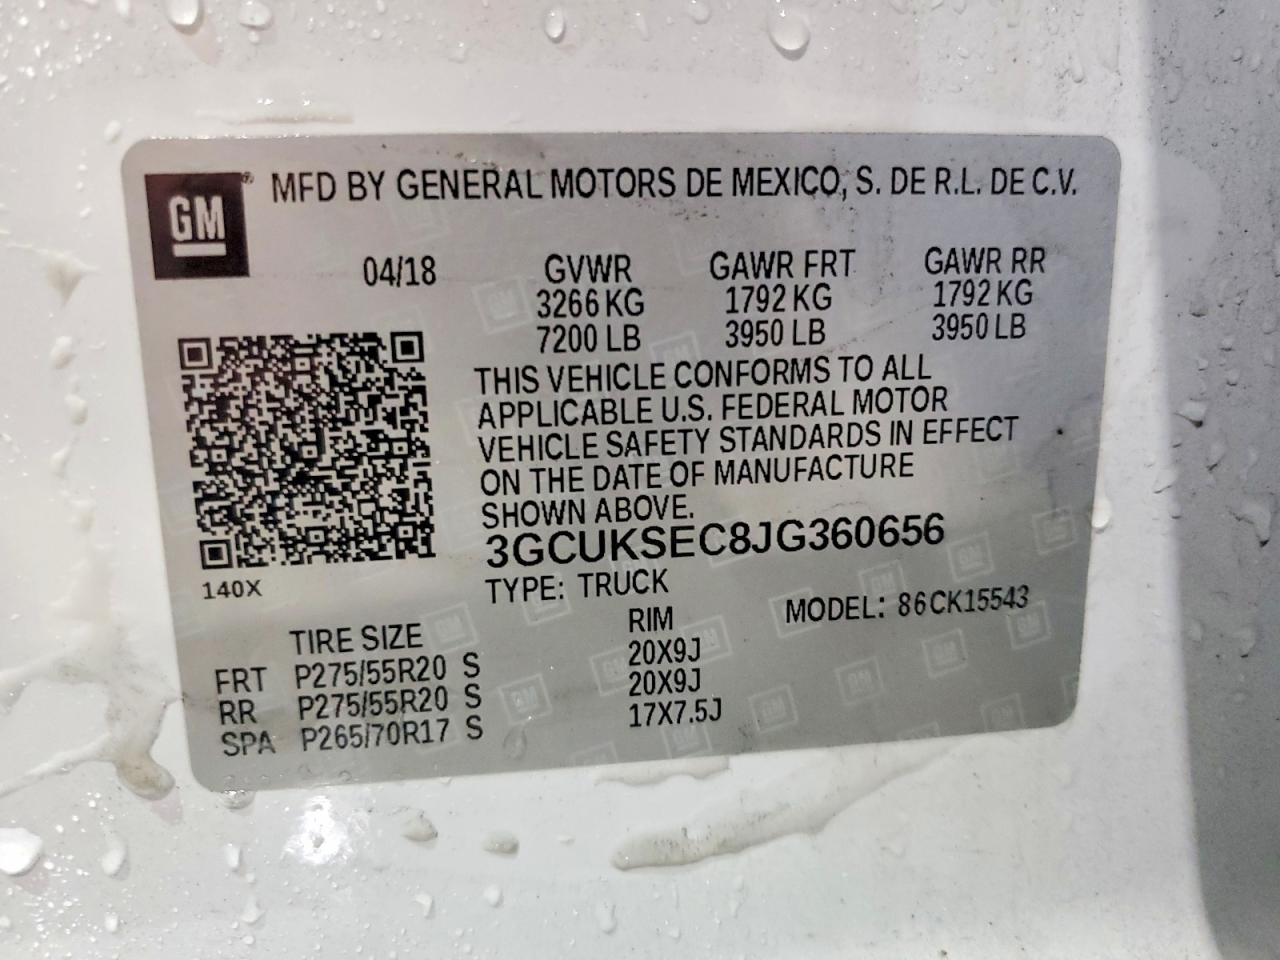 GM® MFD BY GENERAL MOTORS DE MEXICO, S. DE R.L. DE C.V.
04/18 GVWR GAWR FRT GAWR RR
3266 KG 1792 KG 1792 KG
7200 LB 3950 LB 3950 LB
THIS VEHICLE CONFORMS TO ALL
APPLICABLE U.S. FEDERAL MOTOR
VEHICLE SAFETY STANDARDS IN EFFECT
ON THE DATE OF MANUFACTURE
SHOWN ABOVE.
3GCUKSEC8JG360656
140X TYPE: TRUCK
MODEL: 86CK15543
TIRE SIZE RIM
FRT P275/55R20 S 20X9J
RR P275/55R20 S 20X9J
SPA P265/70R17 S 17X7.5J